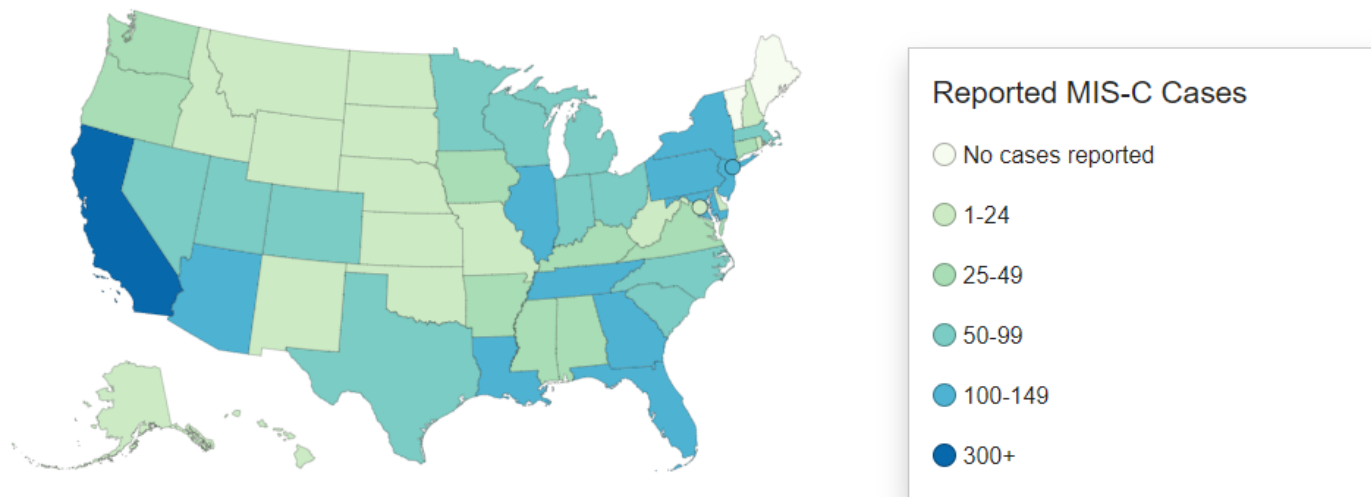 Reported MIS-C Cases
No cases reported
1-24
25-49
50-99
100-149
300+